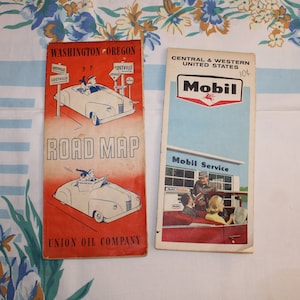 WASHINGTON OREGON
ROAD MAP
UNION OIL COMPANY
CENTRAL & WESTERN
UNITED STATES
Mobil
Mobil Service